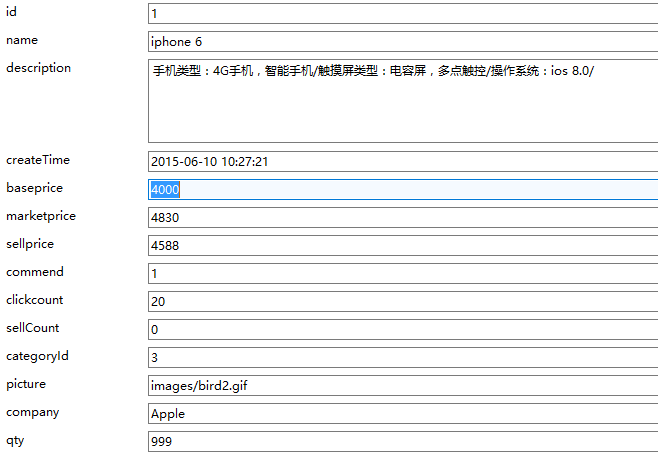 id 1
name iphone 6
description 手机类型：4G手机，智能手机/触摸屏类型：电容屏，多点触控/操作系统：ios 8.0/
createTime 2015-06-10 10:27:21
baseprice 4000
marketprice 4830
sellprice 4588
commend 1
clickcount 20
sellCount 0
categoryId 3
picture images/bird2.gif
company Apple
qty 999